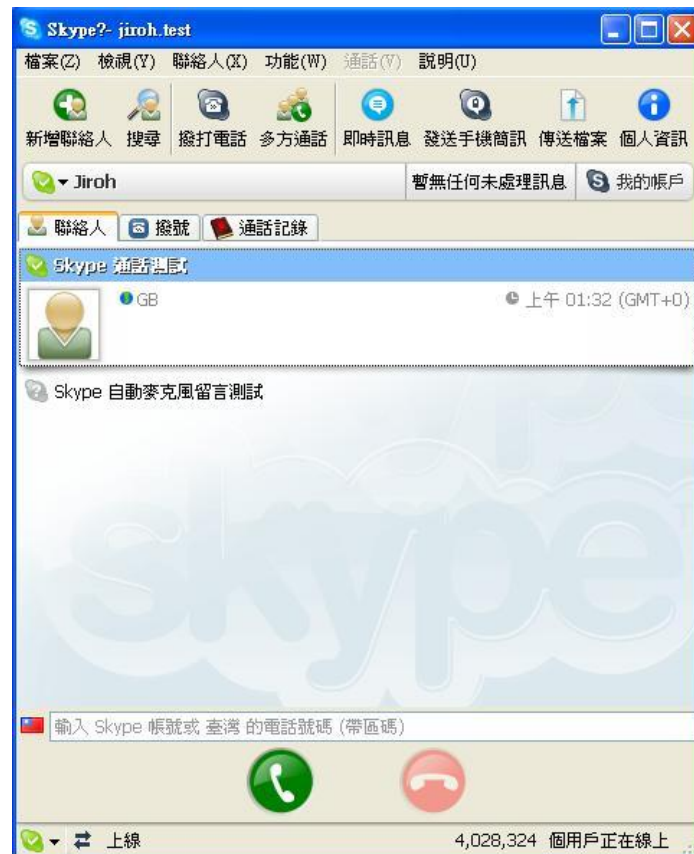 Skype?- jiroh.test
檔案(Z) 檢視(Y) 聯絡人(X) 功能(W) 通話(V) 說明(U)
新增聯絡人 搜尋 撥打電話 多方通話 即時訊息 發送手機簡訊 傳送檔案 個人資訊
Jiroh 暫無任何未處理訊息 我的帳戶
聯絡人 撥號 通話記錄
Skype 通話測試
GB 上午 01:32 (GMT+0)
Skype 自動麥克風留言測試
skype
輸入 Skype 帳號或 臺灣 的電話號碼 (帶區碼)
上線 4,028,324 個用戶正在線上